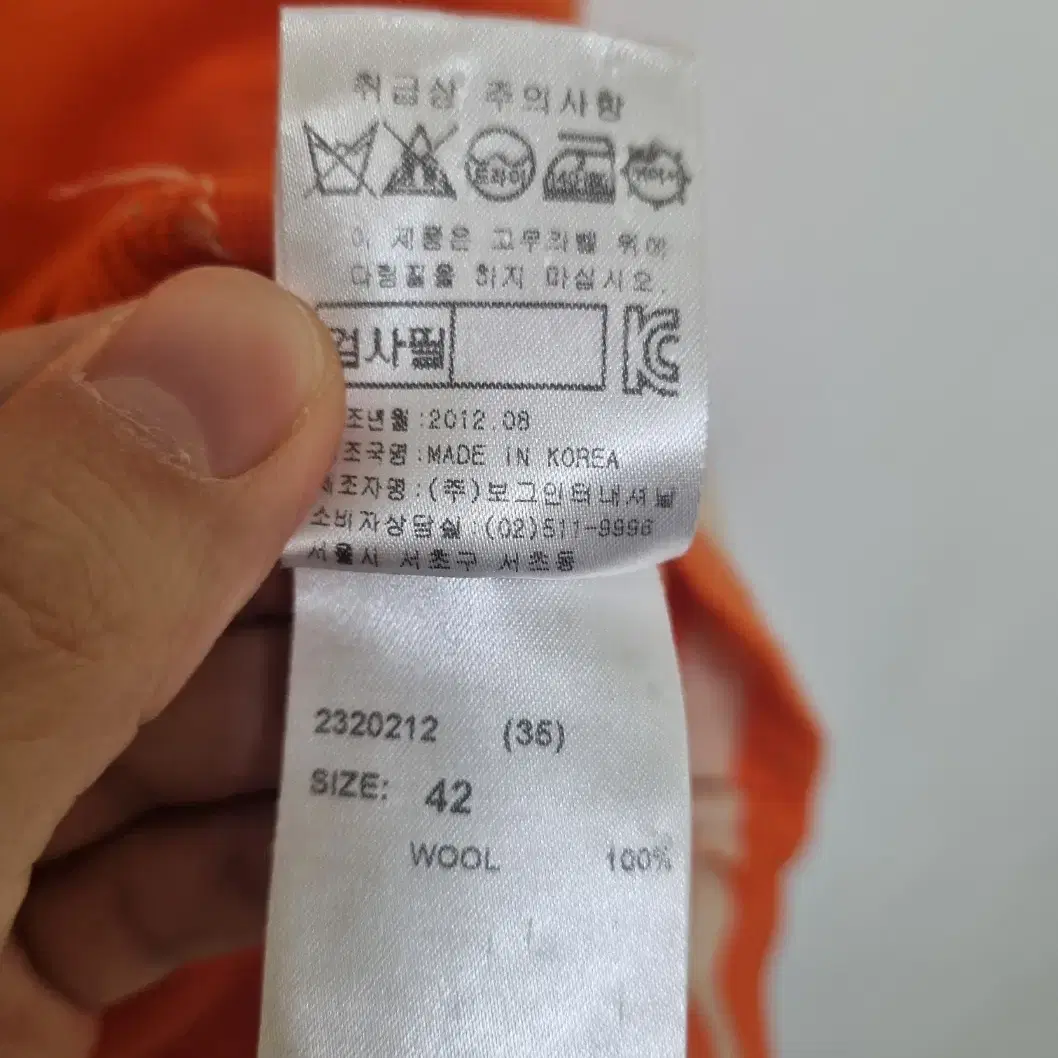 취급상 주의사항
드라이
이 제품은 고무라벨 위에
다림질을 하지 마십시오.
검사필
조년월:2012.08
조국명:MADE IN KOREA
제조자명:(주)보그인터내셔날
소비자상담실:(02)511-9996
서울시 서초구 서초동
2320212 (35)
SIZE: 42
WOOL 100%